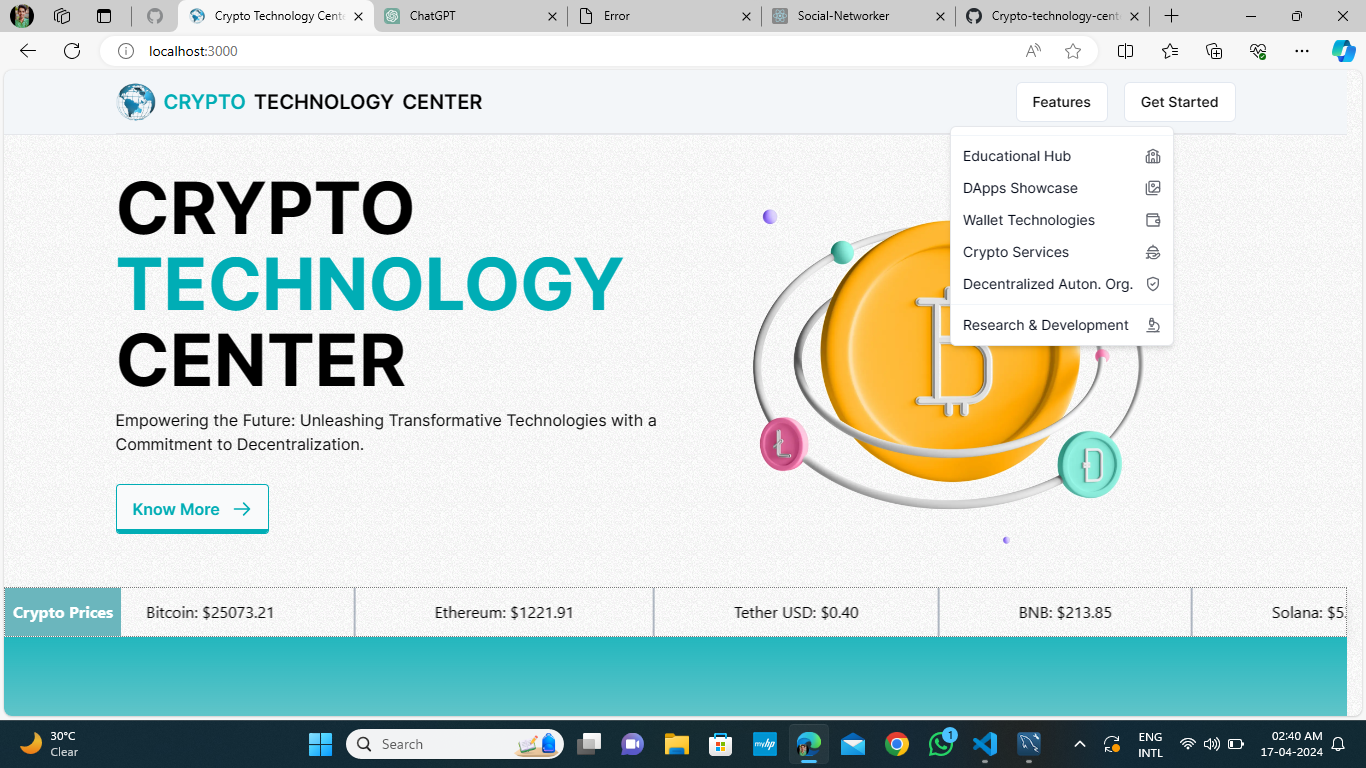 Crypto Technology Cente
ChatGPT
Error
Social-Networker
Crypto-technology-cent
localhost:3000
CRYPTO TECHNOLOGY CENTER
Features
Get Started
Educational Hub
DApps Showcase
Wallet Technologies
Crypto Services
Decentralized Auton. Org.
Research & Development
CRYPTO
TECHNOLOGY
CENTER
Empowering the Future: Unleashing Transformative Technologies with a
Commitment to Decentralization.
Know More
Crypto Prices
Bitcoin: $25073.21
Ethereum: $1221.91
Tether USD: $0.40
BNB: $213.85
Solana: $5
30°C
Clear
Search
myhp
1
ENG
INTL
02:40 AM
17-04-2024